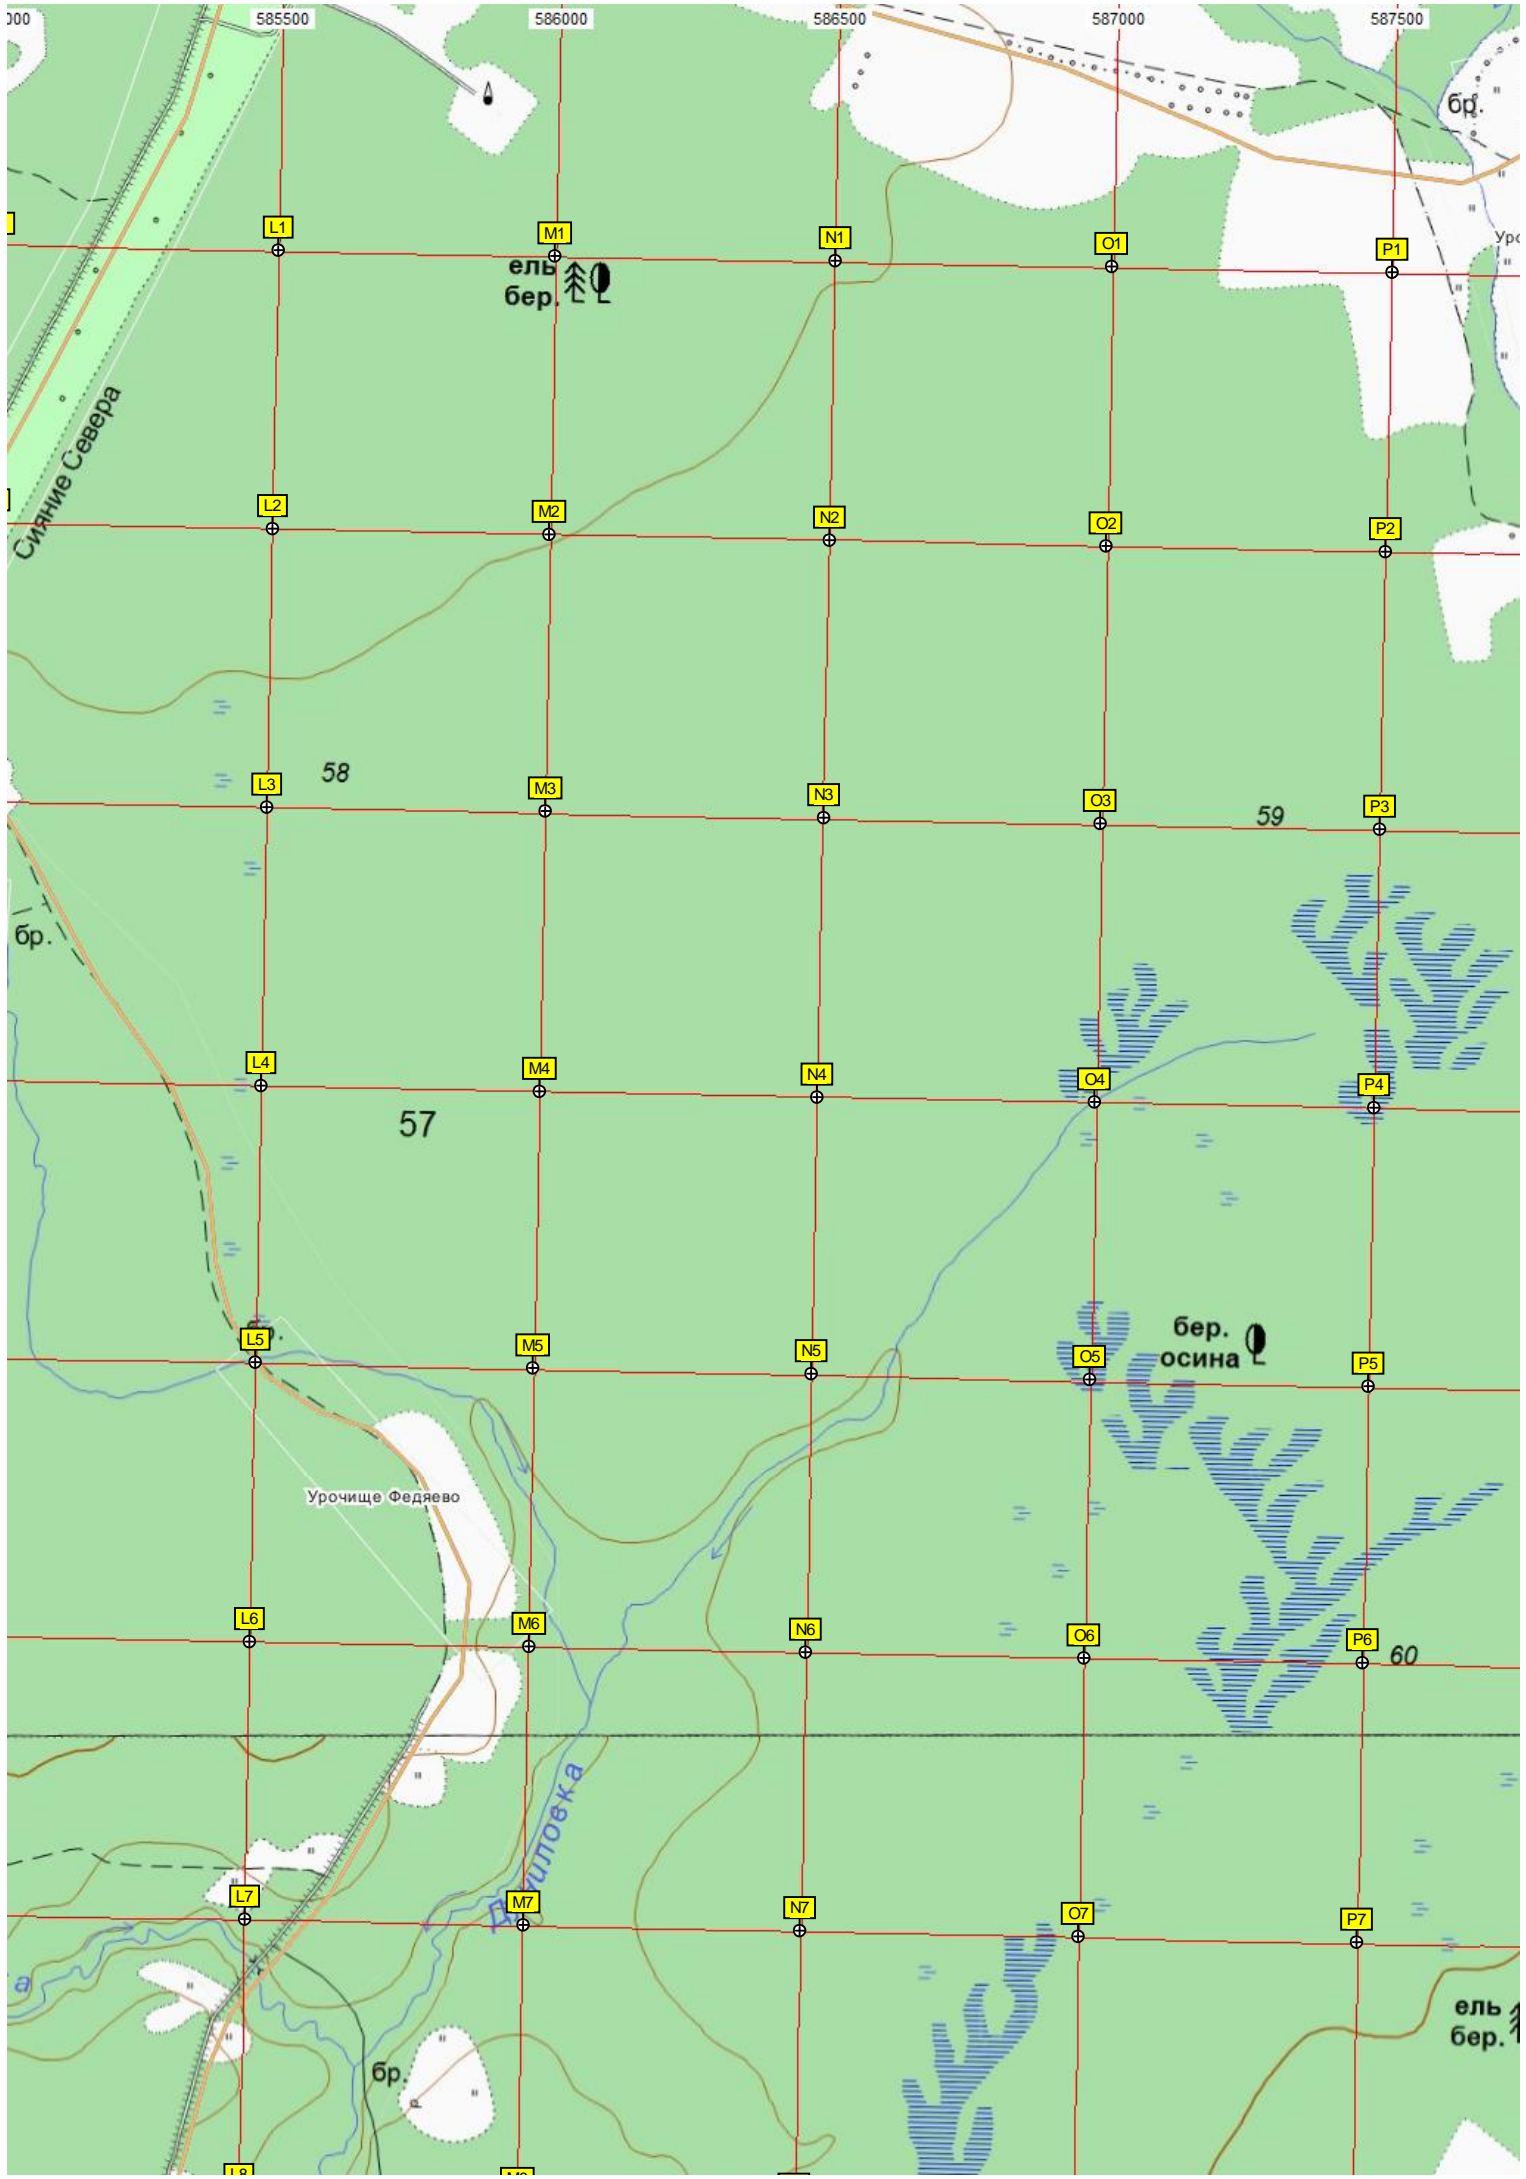 000 585500 586000 586500 587000 587500
бр.
L1 M1 N1 O1 P1
Урс
ель
бер.
Сияние Севера
L2 M2 N2 O2 P2
58
L3 M3 N3 O3 P3
59
бр.
L4 M4 N4 O4 P4
57
бер.
осина
L5 M5 N5 O5 P5
Урочище Федяево
L6 M6 N6 O6 P6
60
L7 M7 N7 O7 P7
а
ель
бер.
бр.
L8